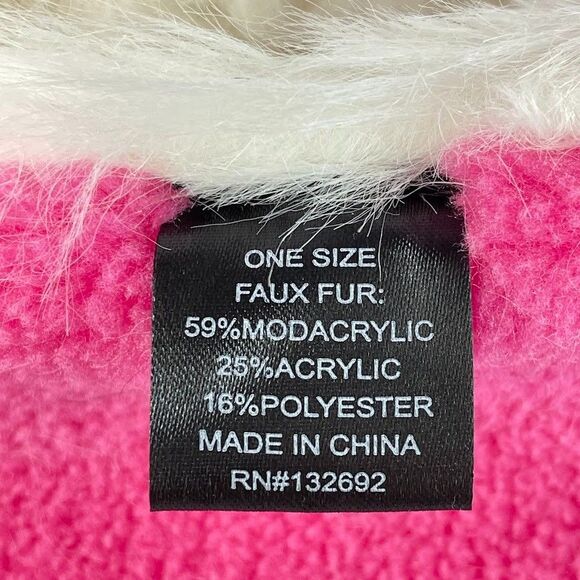 ONE SIZE
FAUX FUR:
59%MODACRYLIC
25%ACRYLIC
16%POLYESTER
MADE IN CHINA
RN#132692